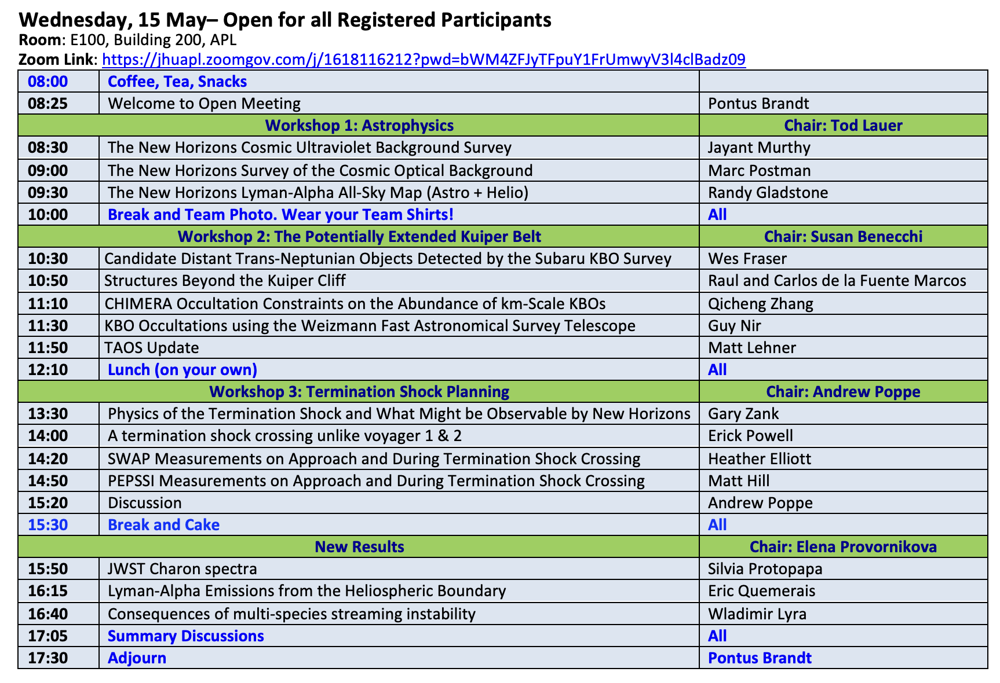 Wednesday, 15 May– Open for all Registered Participants
Room: E100, Building 200, APL
Zoom Link: https://jhuapl.zoomgov.com/j/1618116212?pwd=bWM4ZFJyTFpuY1FrUmwyV3l4clBadz09
08:00 Coffee, Tea, Snacks
08:25 Welcome to Open Meeting Pontus Brandt
Workshop 1: Astrophysics Chair: Tod Lauer
08:30 The New Horizons Cosmic Ultraviolet Background Survey Jayant Murthy
09:00 The New Horizons Survey of the Cosmic Optical Background Marc Postman
09:30 The New Horizons Lyman-Alpha All-Sky Map (Astro + Helio) Randy Gladstone
10:00 Break and Team Photo. Wear your Team Shirts! All
Workshop 2: The Potentially Extended Kuiper Belt Chair: Susan Benecchi
10:30 Candidate Distant Trans-Neptunian Objects Detected by the Subaru KBO Survey Wes Fraser
10:50 Structures Beyond the Kuiper Cliff Raul and Carlos de la Fuente Marcos
11:10 CHIMERA Occultation Constraints on the Abundance of km-Scale KBOs Qicheng Zhang
11:30 KBO Occultations using the Weizmann Fast Astronomical Survey Telescope Guy Nir
11:50 TAOS Update Matt Lehner
12:10 Lunch (on your own) All
Workshop 3: Termination Shock Planning Chair: Andrew Poppe
13:30 Physics of the Termination Shock and What Might be Observable by New Horizons Gary Zank
14:00 A termination shock crossing unlike voyager 1 & 2 Erick Powell
14:20 SWAP Measurements on Approach and During Termination Shock Crossing Heather Elliott
14:50 PEPSSI Measurements on Approach and During Termination Shock Crossing Matt Hill
15:20 Discussion Andrew Poppe
15:30 Break and Cake All
New Results Chair: Elena Provornikova
15:50 JWST Charon spectra Silvia Protopapa
16:15 Lyman-Alpha Emissions from the Heliospheric Boundary Eric Quemerais
16:40 Consequences of multi-species streaming instability Wladimir Lyra
17:05 Summary Discussions All
17:30 Adjourn Pontus Brandt